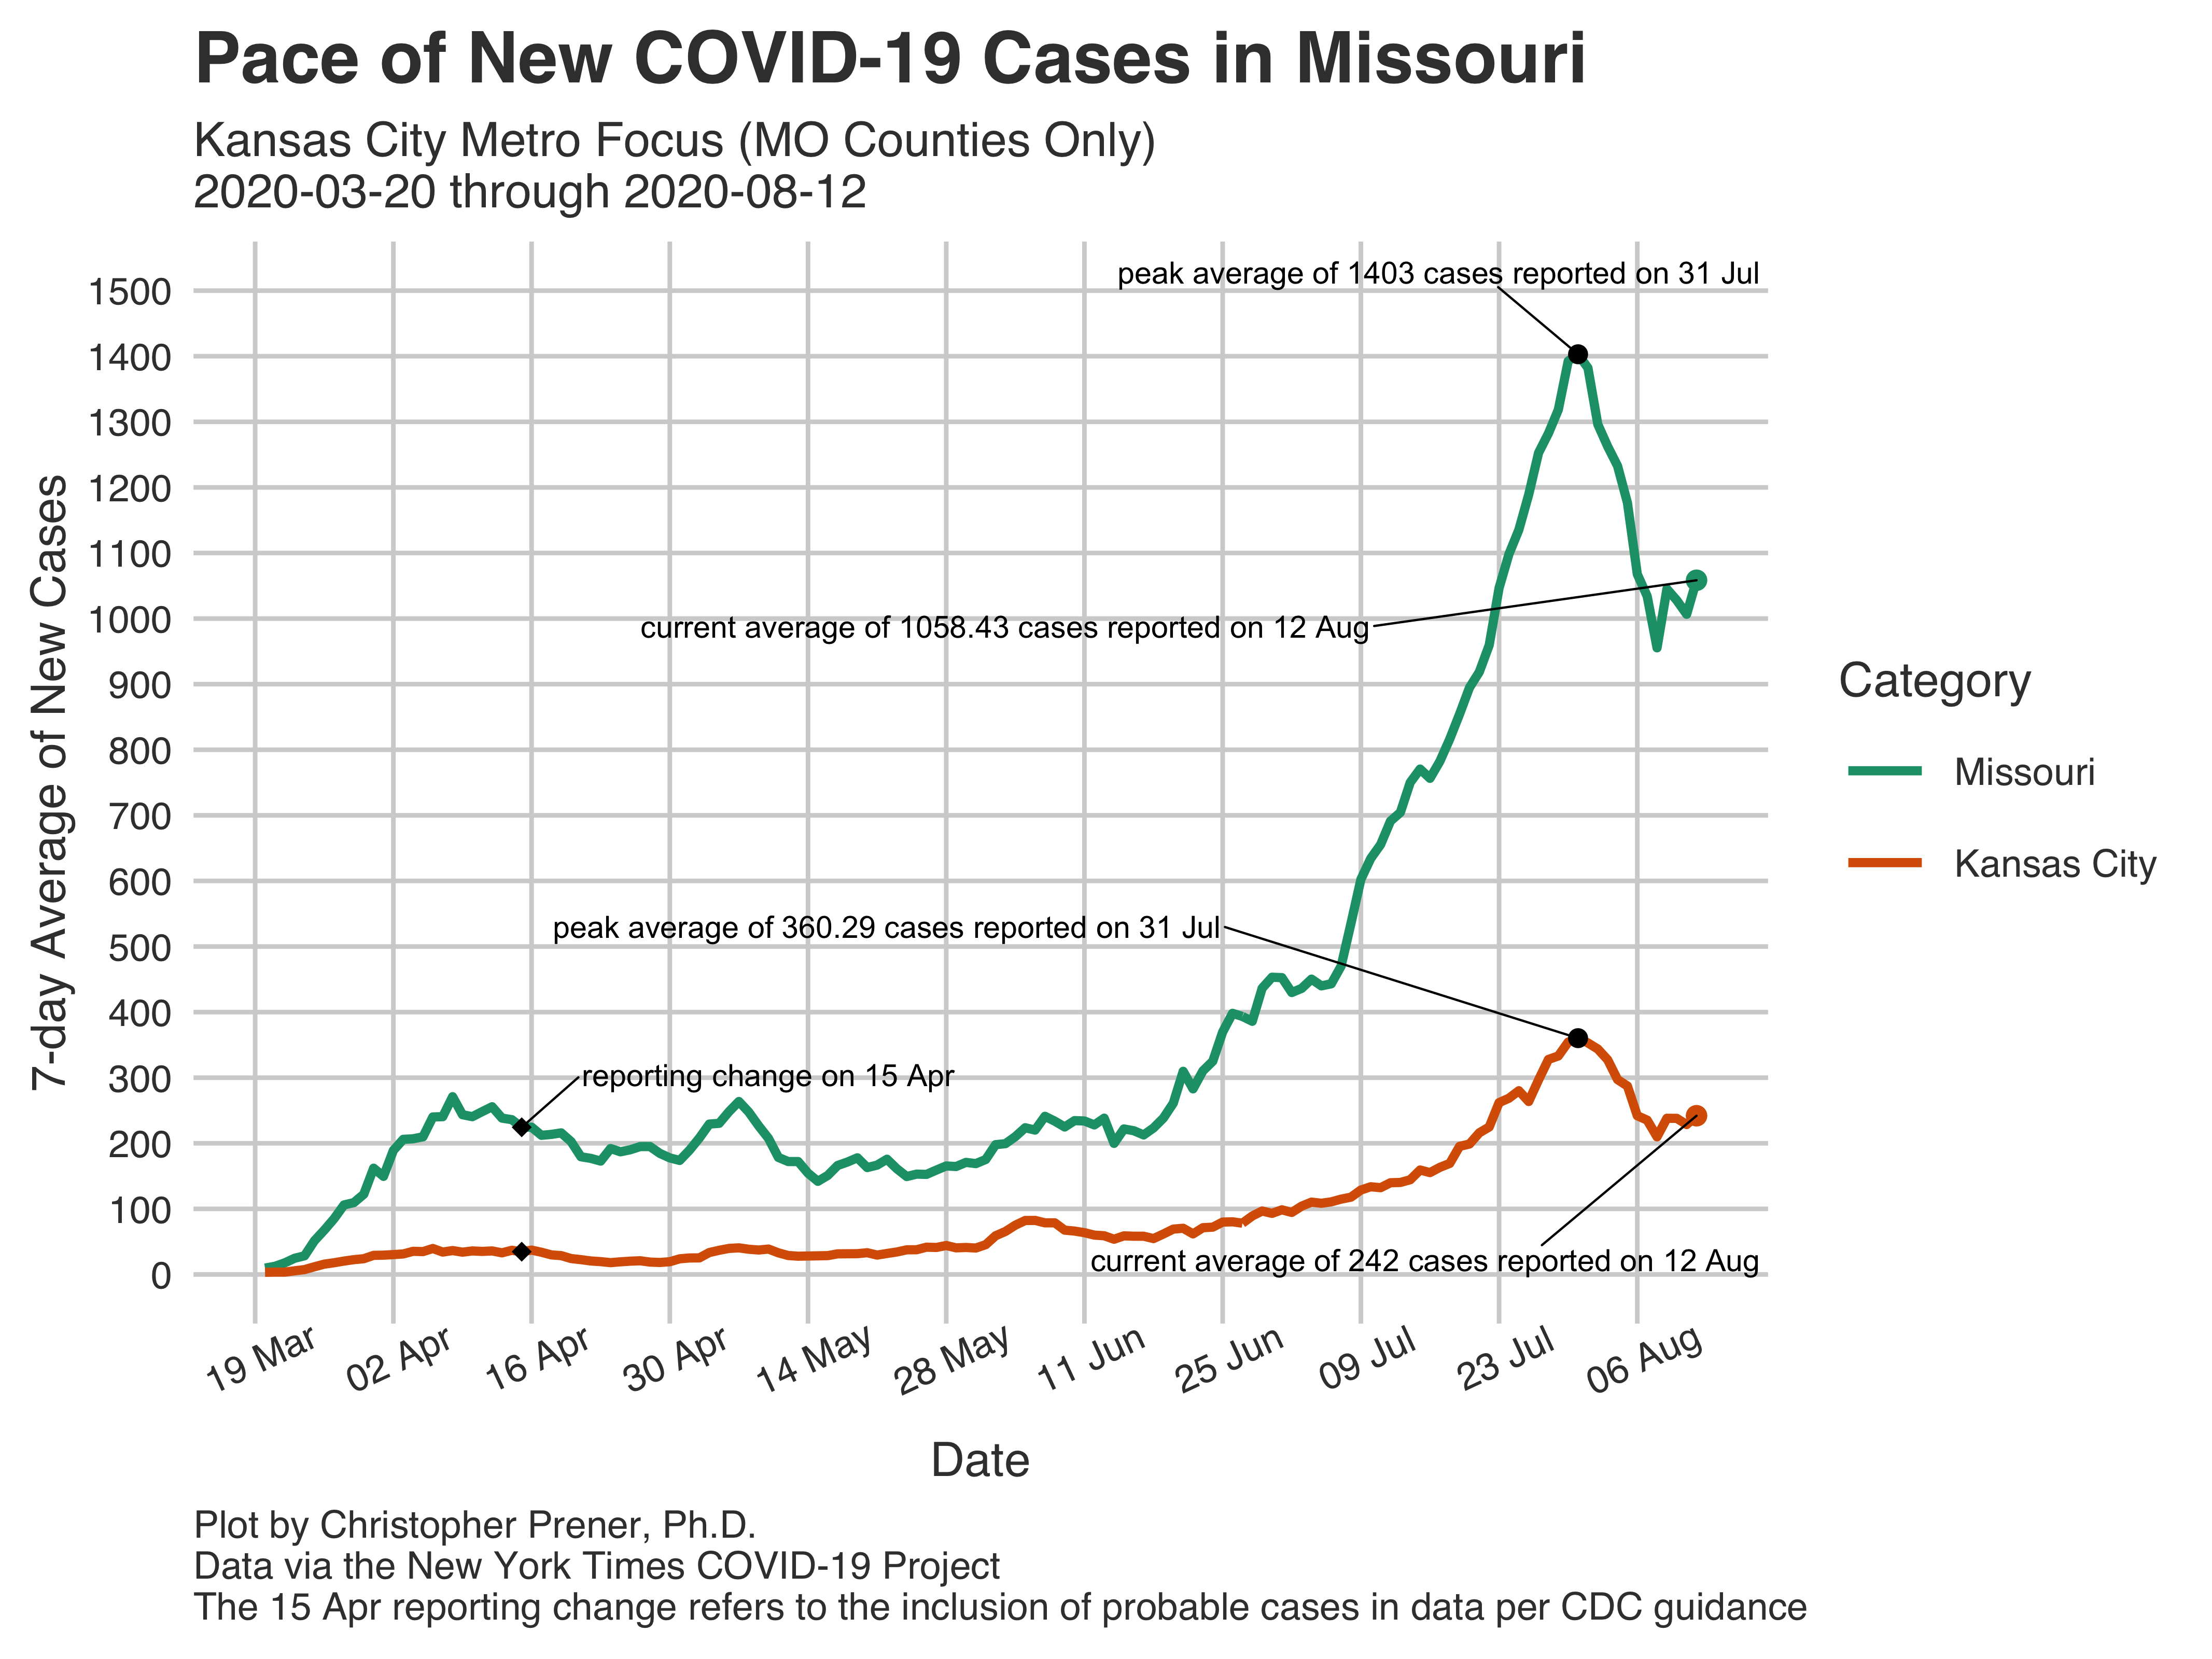 Pace of New COVID-19 Cases in Missouri
Kansas City Metro Focus (MO Counties Only)
2020-03-20 through 2020-08-12
peak average of 1403 cases reported on 31 Jul
current average of 1058.43 cases reported on 12 Aug
peak average of 360.29 cases reported on 31 Jul
reporting change on 15 Apr
current average of 242 cases reported on 12 Aug
7-day Average of New Cases
1500
1400
1300
1200
1100
1000
900
800
700
600
500
400
300
200
100
0
19 Mar
02 Apr
16 Apr
30 Apr
14 May
28 May
11 Jun
25 Jun
09 Jul
23 Jul
06 Aug
Date
Category
Missouri
Kansas City
Plot by Christopher Prener, Ph.D.
Data via the New York Times COVID-19 Project
The 15 Apr reporting change refers to the inclusion of probable cases in data per CDC guidance